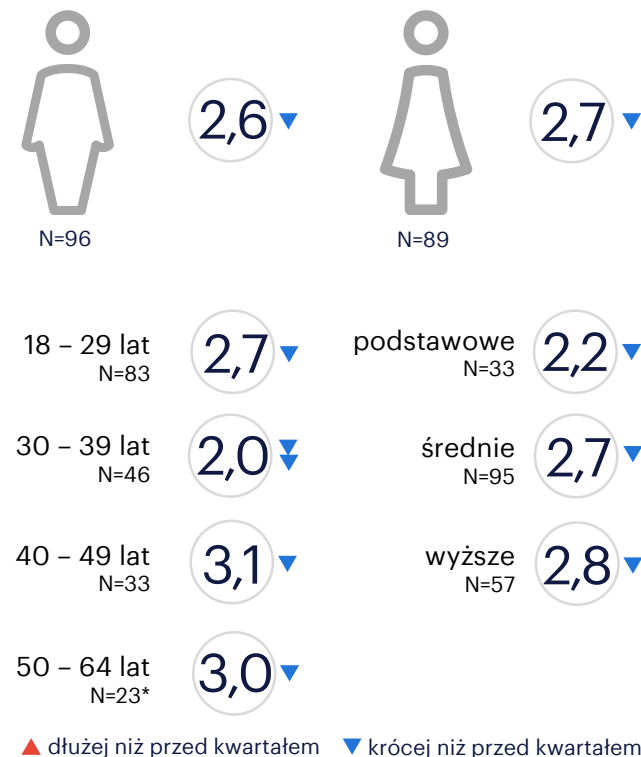 2,6
2,7
N=96
N=89
18 – 29 lat
N=83
2,7
podstawowe
N=33
2,2
30 – 39 lat
N=46
2,0
średnie
N=95
2,7
40 – 49 lat
N=33
3,1
wyższe
N=57
2,8
50 – 64 lat
N=23*
3,0
dłużej niż przed kwartałem
krócej niż przed kwartałem